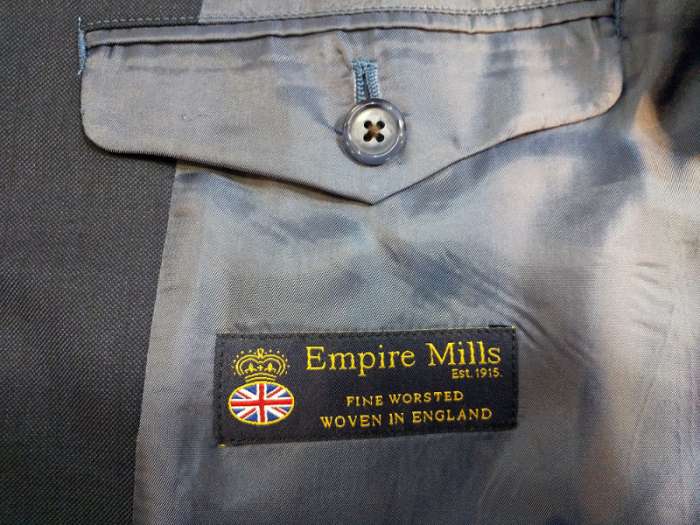 Empire Mills
Est. 1915.
FINE WORSTED
WOVEN IN ENGLAND